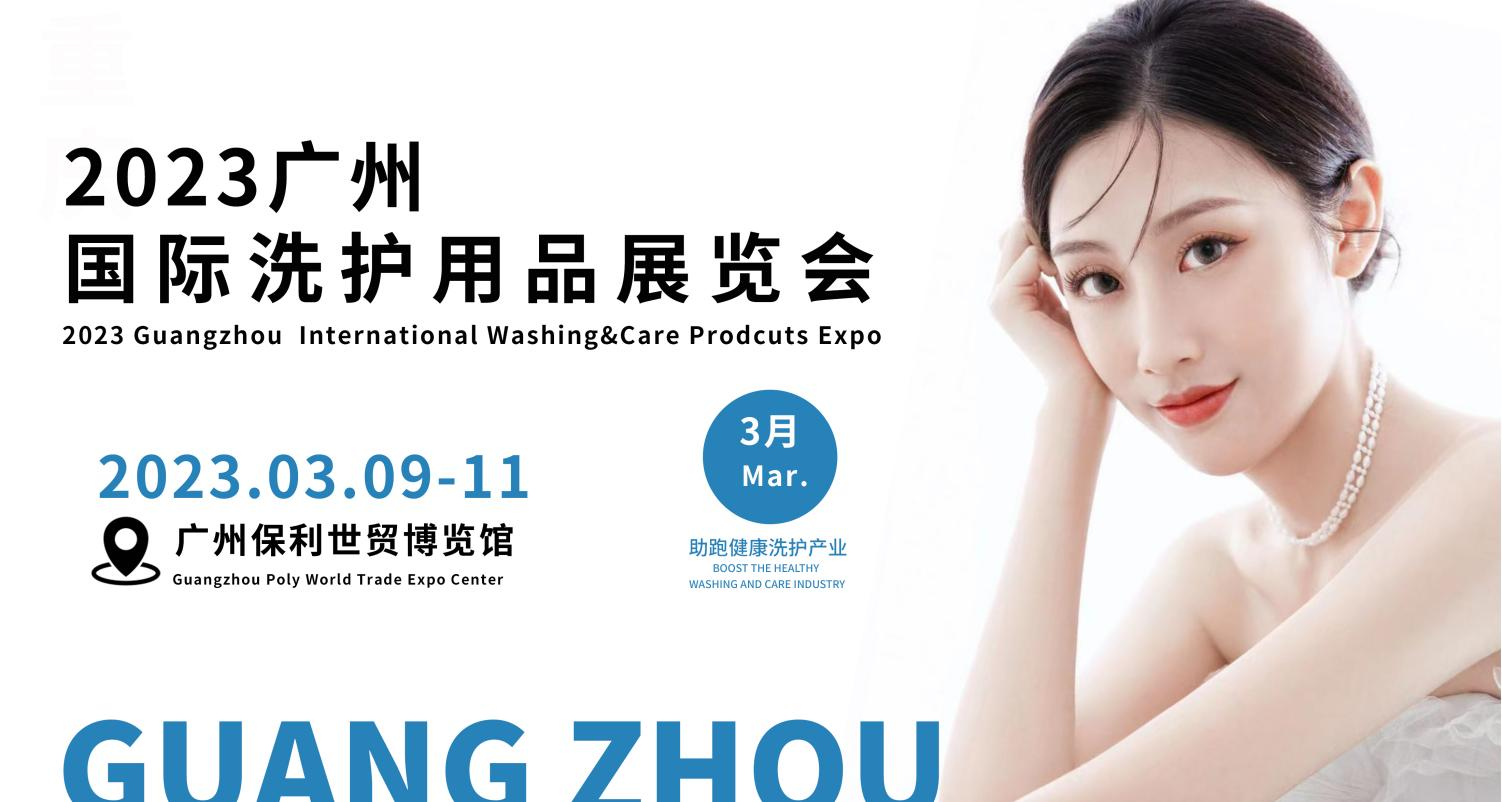 2023广州
国际洗护用品展览会
2023 Guangzhou International Washing&Care Prodcuts Expo
3月
Mar.
2023.03.09-11
广州保利世贸博览馆
Guangzhou Poly World Trade Expo Center
助跑健康洗护产业
BOOST THE HEALTHY
WASHING AND CARE INDUSTRY
GUANG ZHOU